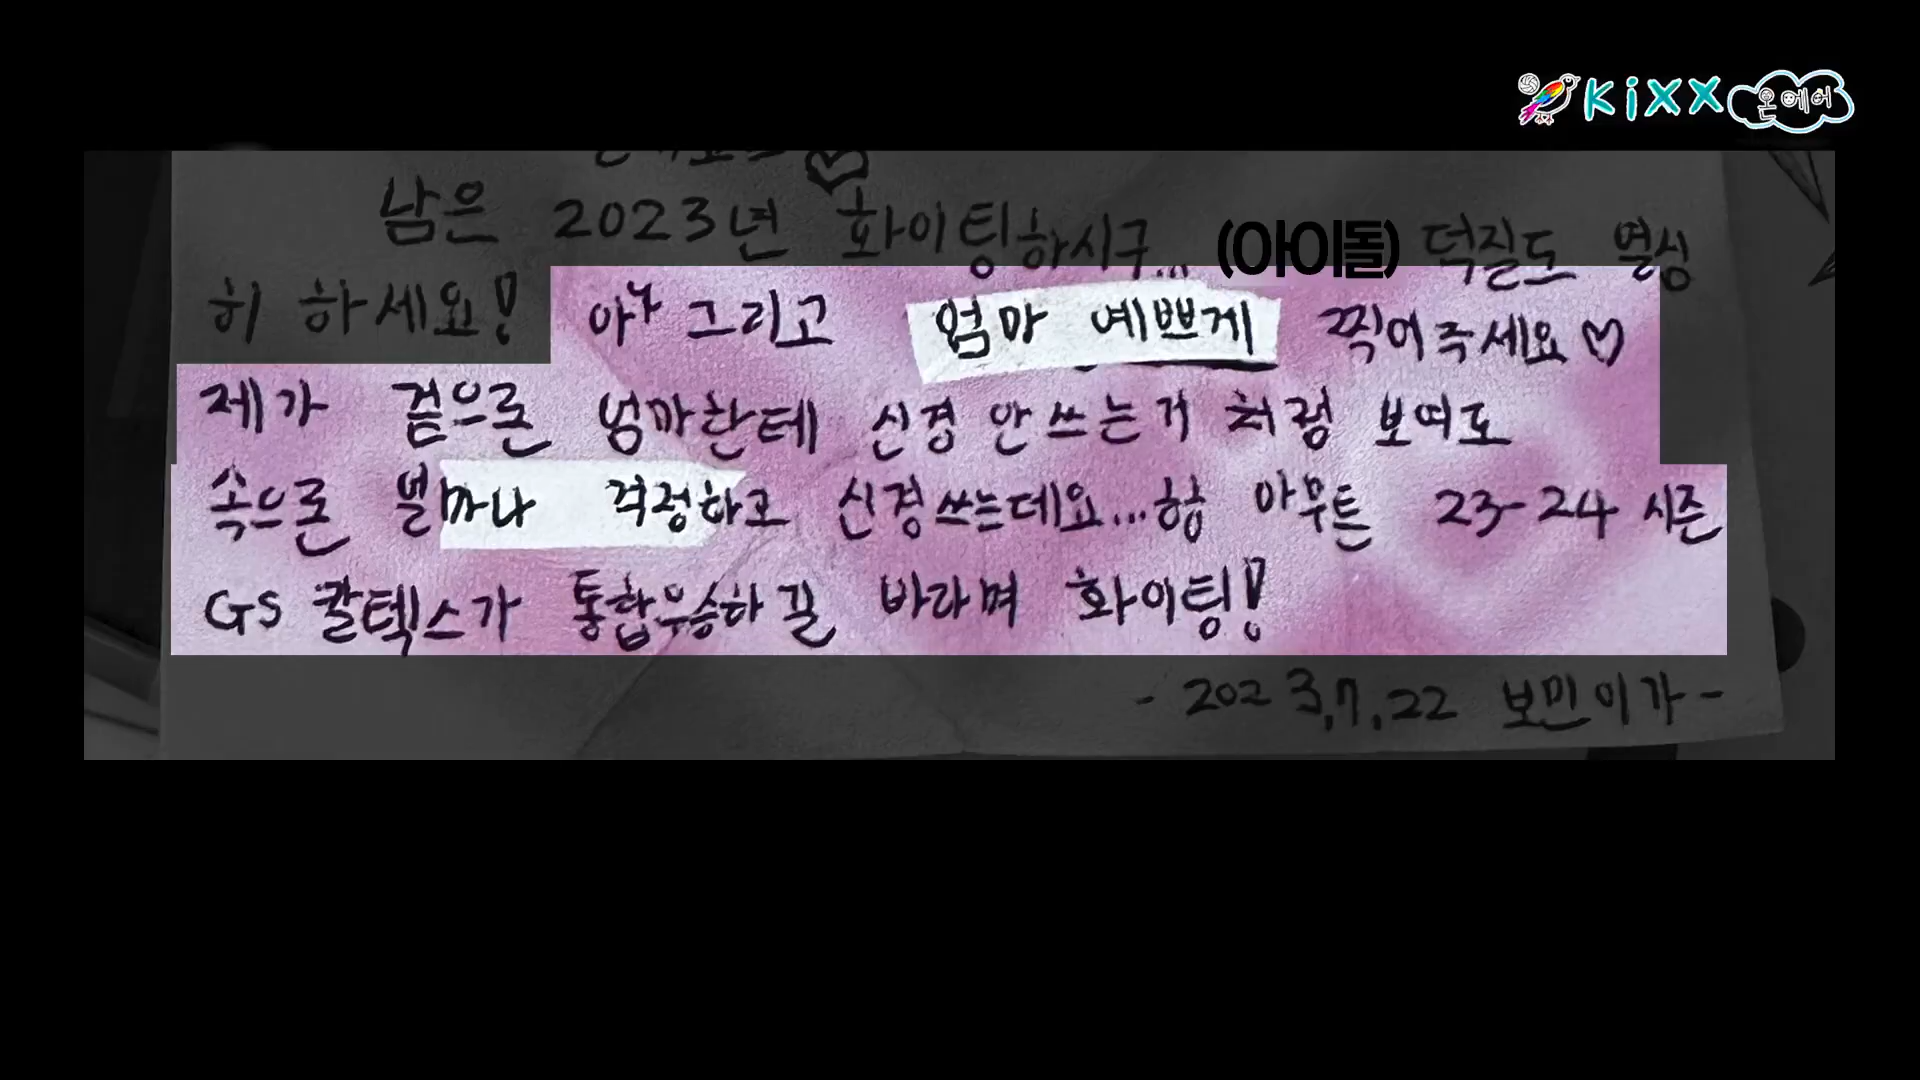 Kixx 온에어
남은 2023년 화이팅하시구... (아이돌) 덕질도 열심
히 하세요! 아 그리고 엄마 예쁘게 찍어주세요♡
제가 겉으론 엄마한테 신경 안쓰는거 처럼 보여도
속으론 얼마나 걱정하고 신경쓰는데요...핳 아무튼 23-24 시즌
GS 칼텍스가 통합우승하길 바라며 화이팅!
- 2023.7.22 보민이가 -